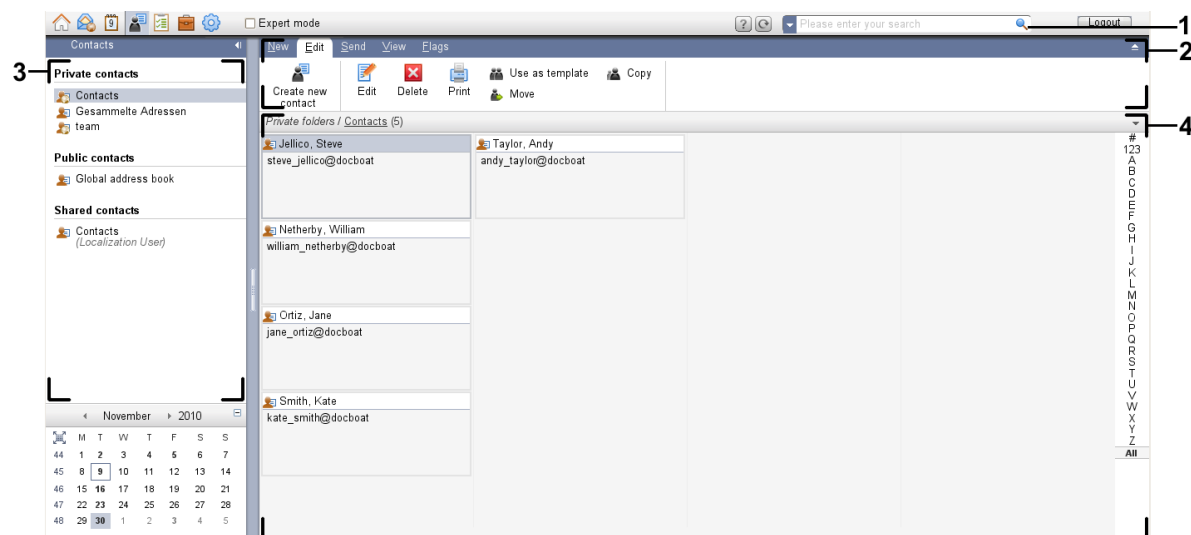 9 Expert mode ? Please enter your search Logout 1
Contacts
New Edit Send View Flags 2
3
Private contacts
Contacts
Gesammelte Adressen
team
Public contacts
Global address book
Shared contacts
Contacts
(Localization User)
Create new contact
Edit Delete Print
Use as template
Copy
Move
Private folders / Contacts (5) 4
Jellico, Steve
steve_jellico@docboat
Taylor, Andy
andy_taylor@docboat
Netherby, William
william_netherby@docboat
Ortiz, Jane
jane_ortiz@docboat
Smith, Kate
kate_smith@docboat
#
123
A
B
C
D
E
F
G
H
I
J
K
L
M
N
O
P
Q
R
S
T
U
V
W
X
Y
Z
All
November 2010
M T W T F S S
44 1 2 3 4 5 6 7
45 8 9 10 11 12 13 14
46 15 16 17 18 19 20 21
47 22 23 24 25 26 27 28
48 29 30 1 2 3 4 5